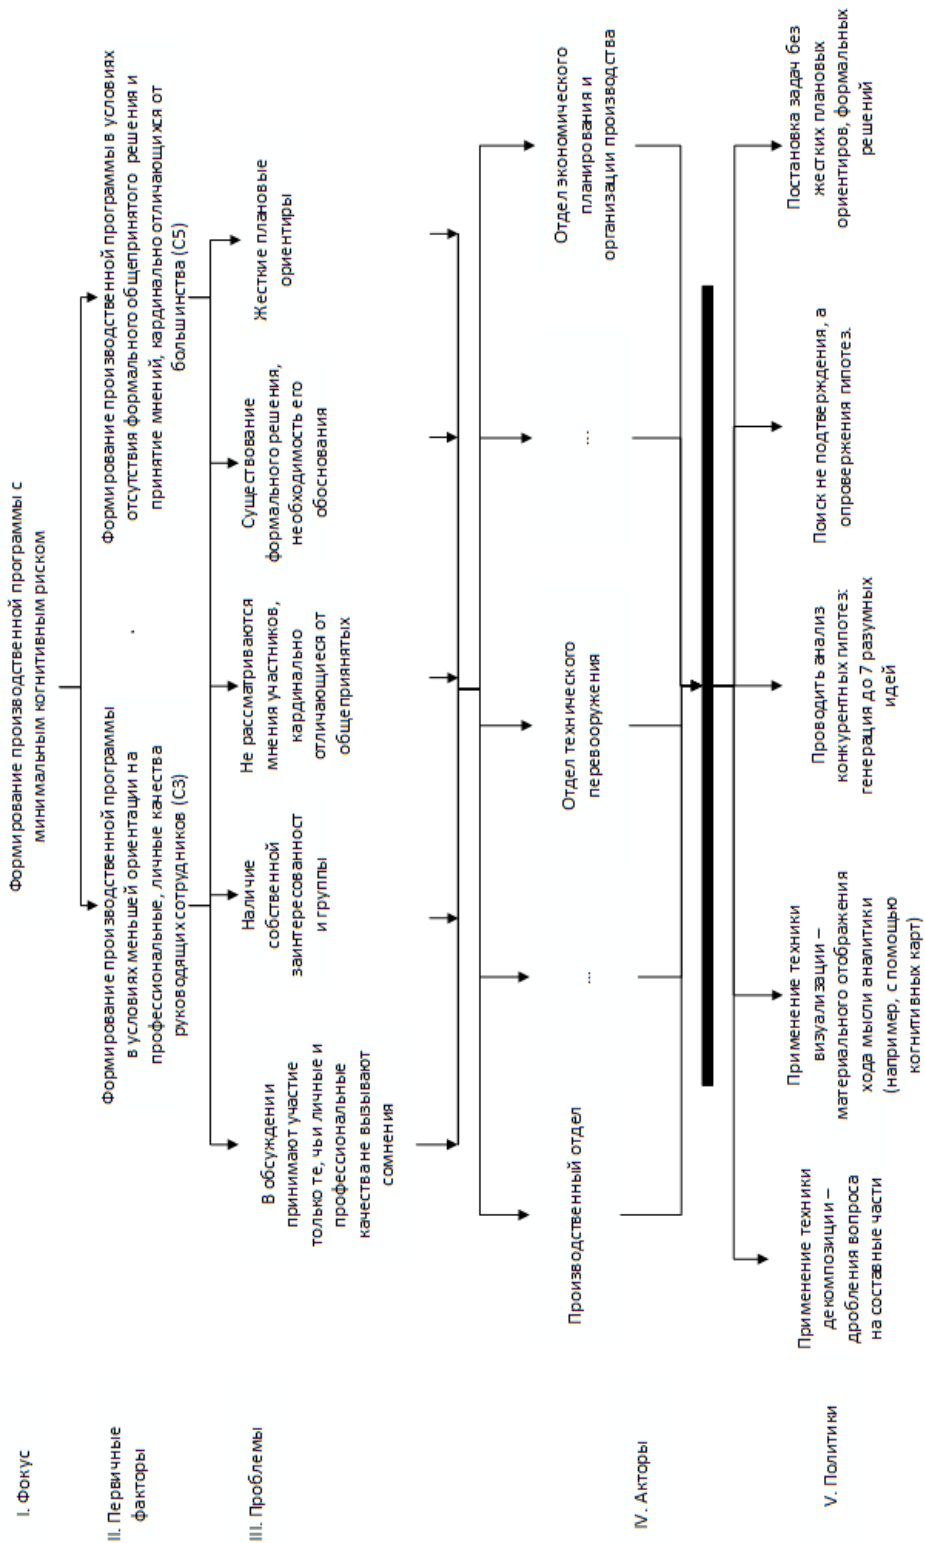 I. Фокус
Формирование производственной программы с
минимальным когнитивным риском
II. Первичные
факторы
Формирование производственной программы
в условиях меньшей ориентации на
профессиональные, личные качества
руководящих сотрудников (С3)
.
Формирование производственной программы в условиях
отсутствия формального общепринятого решения и
принятие мнений, кардинально отличающихся от
большинства (С5)
III. Проблемы
В обсуждении
принимают участие
только те, чьи личные и
профессиональные
качества не вызывают
сомнения
Наличие
собственной
заинтересованност
и группы
Не рассматриваются
мнения участников,
кардинально
отличающиеся от
общепринятых
Существование
формального решения,
необходимость его
обоснования
Жесткие плановые
ориентиры
IV. Акторы
Производственный отдел
...
Отдел технического
перевооружения
...
Отдел экономического
планирования и
организации производства
V. Политики
Применение техники
декомпозиции –
дробления вопроса
на составные части
Применение техники
визуализации –
материального отображения
хода мысли аналитики
(например, с помощью
когнитивных карт)
Проводить анализ
конкурентных гипотез:
генерация до 7 разумных
идей
Поиск не подтверждения, а
опровержения гипотез.
Постановка задач без
жестких плановых
ориентиров, формальных
решений